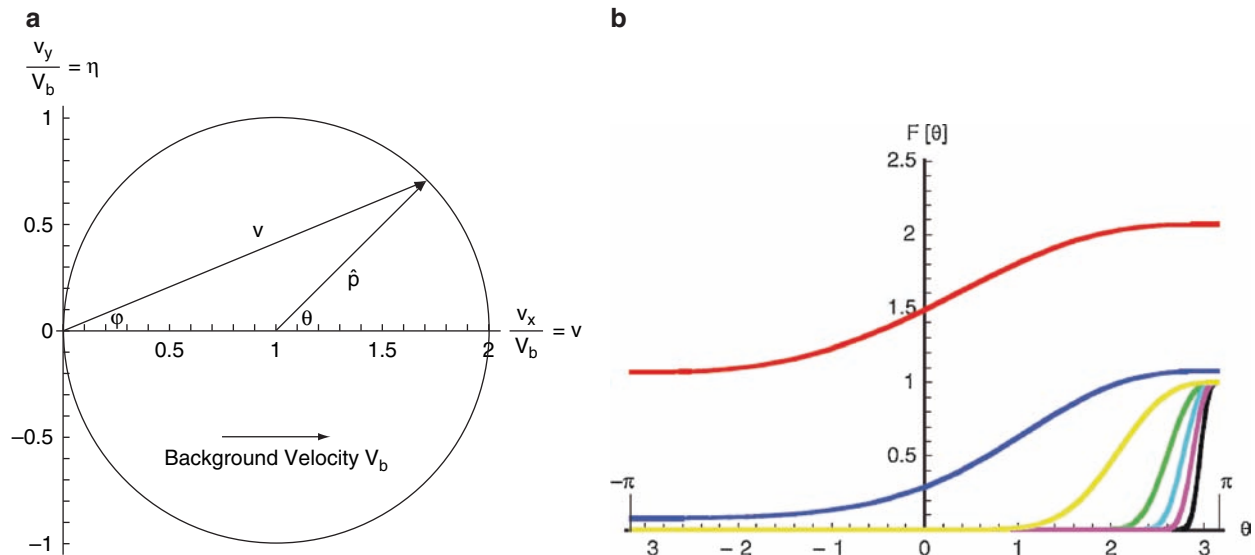 a
b
v_y
V_b
= η
1
0.5
0
−0.5
−1
v
p̂
φ
θ
0.5
1
1.5
2
v_x
V_b
= v
Background Velocity V_b
F [θ]
2.5
2
1.5
1
0.5
−π
π
3
− 2
− 1
0
1
2
3
θ